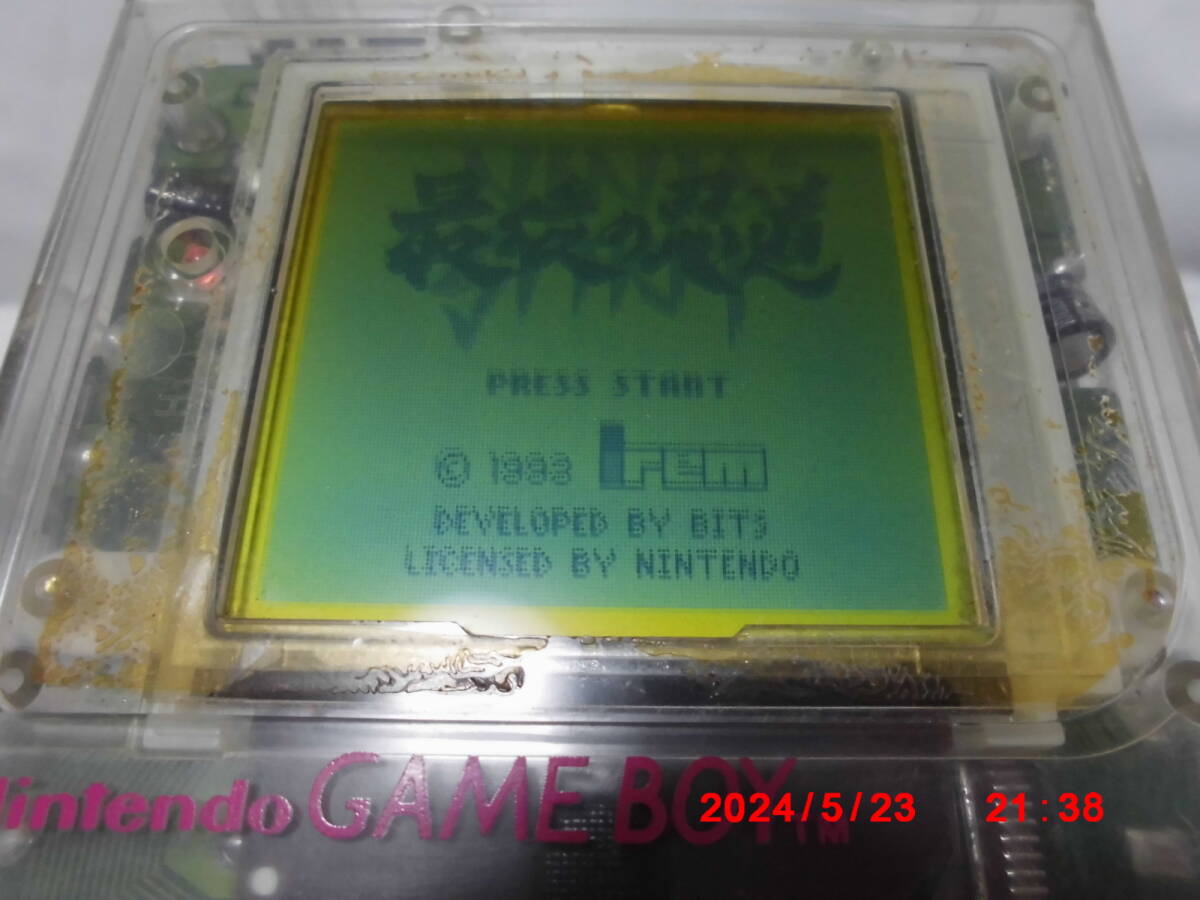 最後の忍道
PRESS START
© 1993 irem
DEVELOPED BY BITS
LICENSED BY NINTENDO
Nintendo GAME BOY TM
2024/5/23 21:38